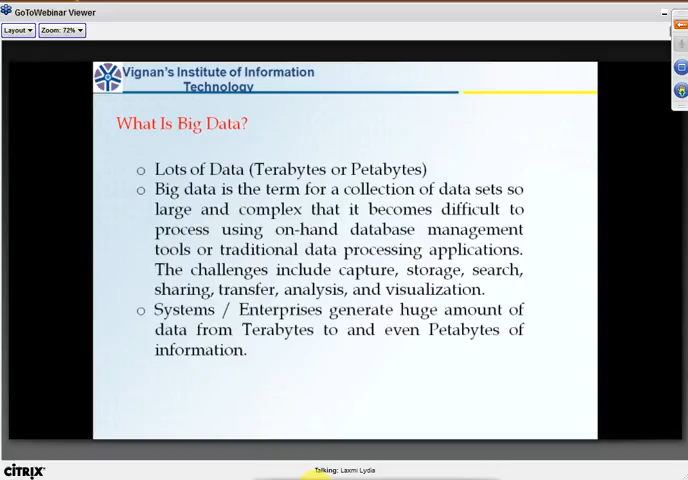 GoToWebinar Viewer
Layout
Zoom: 72%
Vignan's Institute of Information
Technology
What Is Big Data?
Lots of Data (Terabytes or Petabytes)
Big data is the term for a collection of data sets so
large and complex that it becomes difficult to
process using on-hand database management
tools or traditional data processing applications.
The challenges include capture, storage, search,
sharing, transfer, analysis, and visualization.
Systems / Enterprises generate huge amount of
data from Terabytes to and even Petabytes of
information.
CİTRIX
Talking: Laxmi Lydia